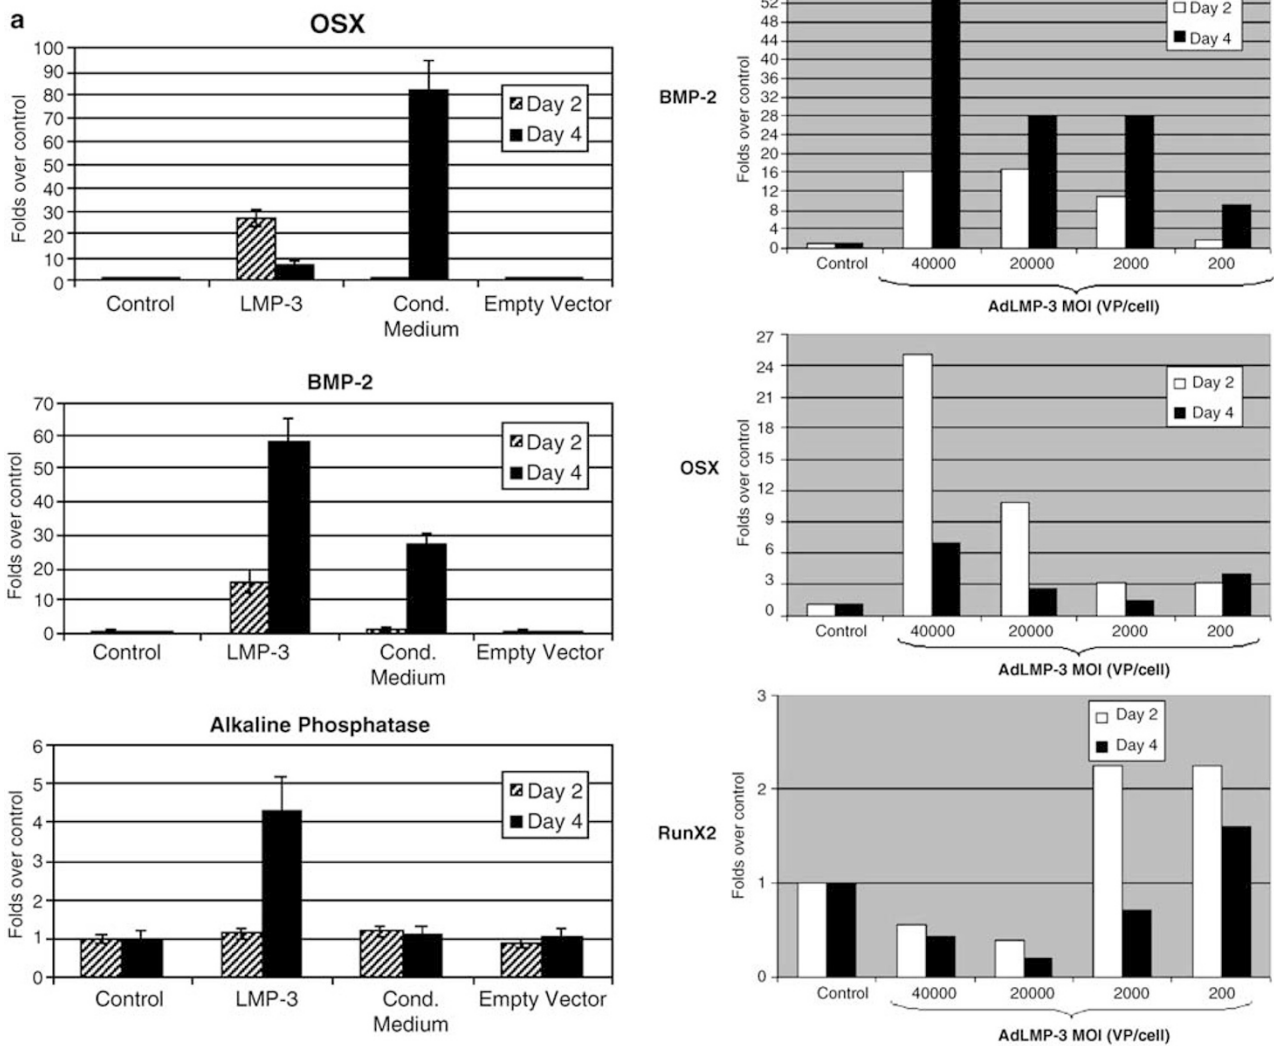 a
OSX
100
90
80
70
60
50
40
30
20
10
0
Folds over control
Day 2
Day 4
Control
LMP-3
Cond.
Medium
Empty Vector
BMP-2
70
60
50
40
30
20
10
0
Folds over control
Day 2
Day 4
Control
LMP-3
Cond.
Medium
Empty Vector
Alkaline Phosphatase
6
5
4
3
2
1
0
Folds over control
Day 2
Day 4
Control
LMP-3
Cond.
Medium
Empty Vector
BMP-2
52
48
44
40
36
32
28
24
20
16
12
8
4
0
Folds over control
Day 2
Day 4
Control
40000
20000
2000
200
AdLMP-3 MOI (VP/cell)
OSX
27
24
21
18
15
12
9
6
3
0
Folds over control
Day 2
Day 4
Control
40000
20000
2000
200
AdLMP-3 MOI (VP/cell)
RunX2
3
2
1
0
Folds over control
Day 2
Day 4
Control
40000
20000
2000
200
AdLMP-3 MOI (VP/cell)